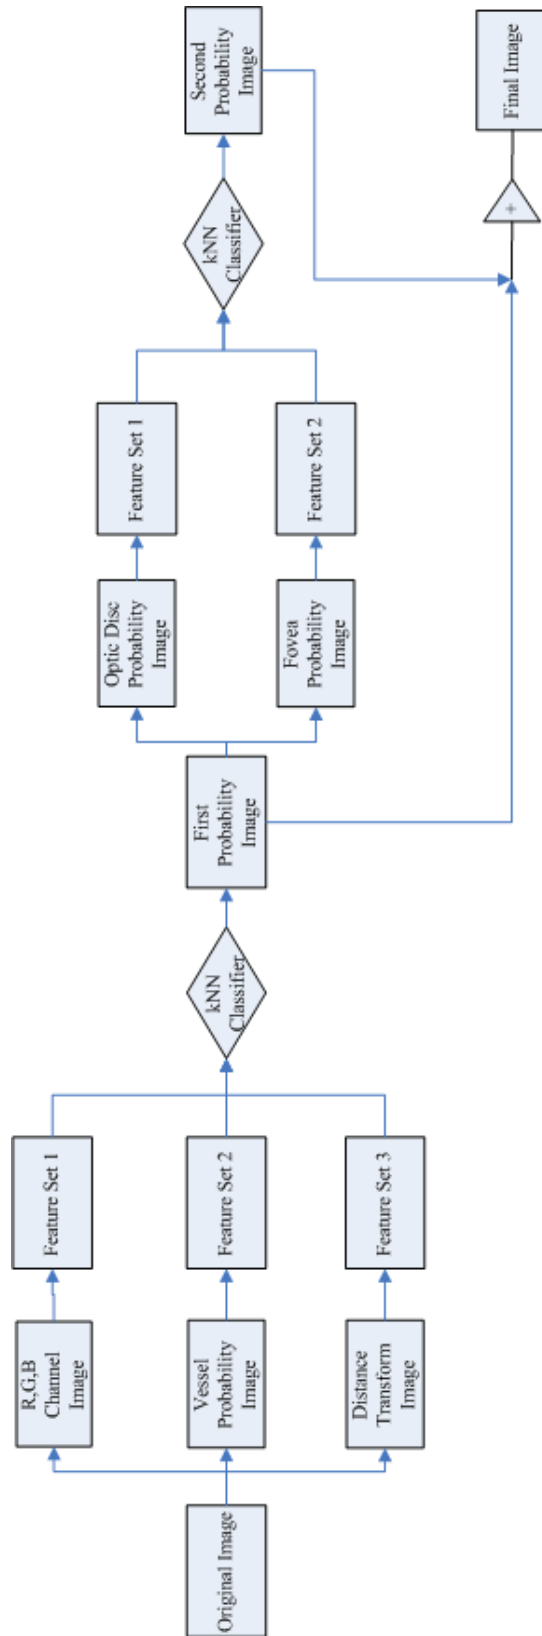 Original Image
R,G,B
Channel
Image
Feature Set 1
Vessel
Probability
Image
Feature Set 2
Distance
Transform
Image
Feature Set 3
kNN
Classifier
First
Probability
Image
Optic Disc
Probability
Image
Feature Set 1
Fovea
Probability
Image
Feature Set 2
kNN
Classifier
Second
Probability
Image
+
Final Image